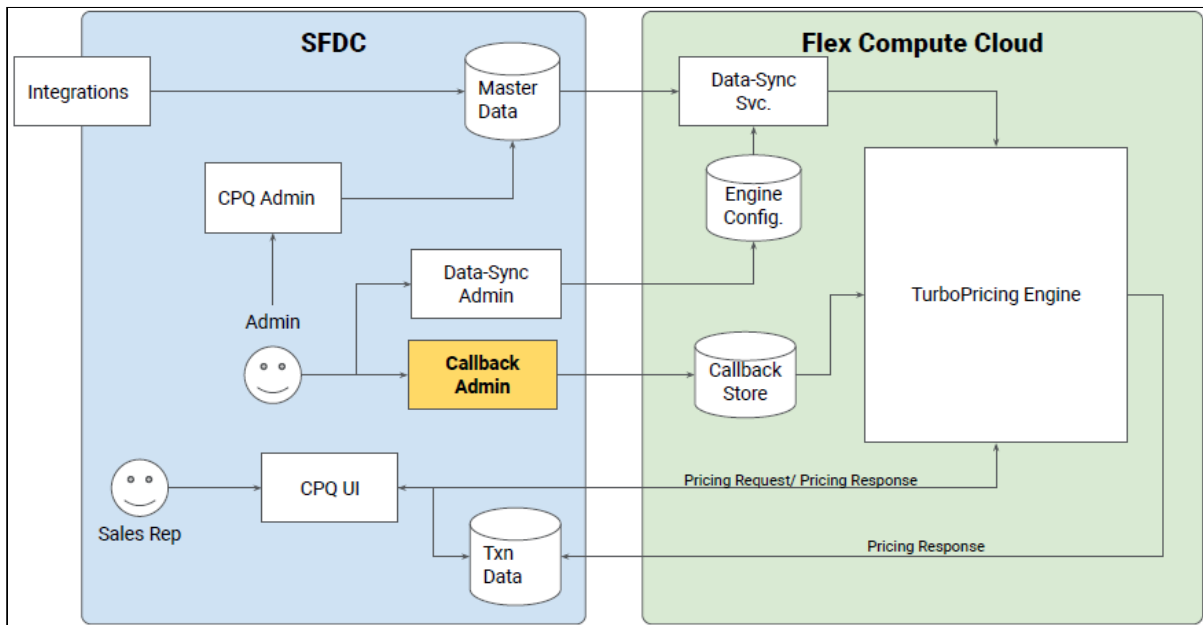 SFDC
Flex Compute Cloud
Integrations
Master
Data
Data-Sync
Svc.
CPQ Admin
Engine
Config.
Data-Sync
Admin
TurboPricing Engine
Admin
Callback
Admin
Callback
Store
CPQ UI
Pricing Request/ Pricing Response
Sales Rep
Txn
Data
Pricing Response